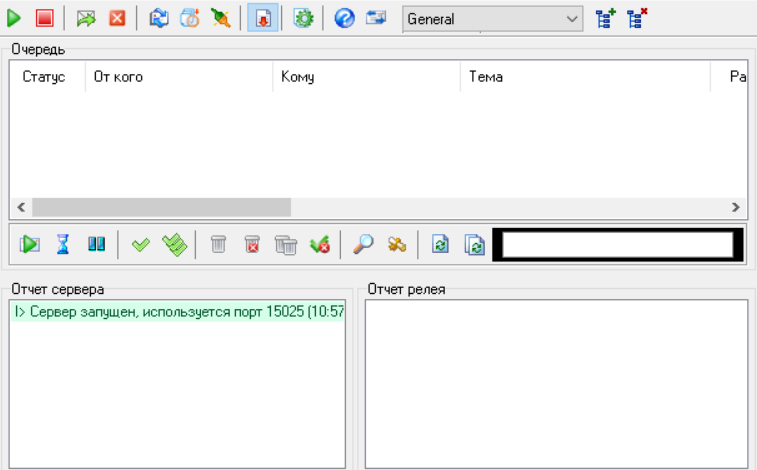 General
Очередь
Статус От кого Кому Тема Ра
Отчет сервера Отчет релея
I> Сервер запущен, используется порт 15025 (10:57